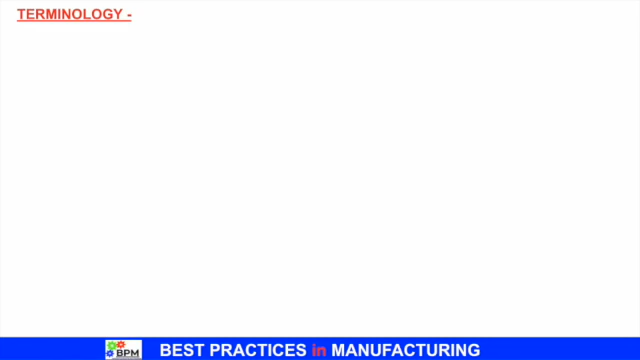 TERMINOLOGY -
BPM
BEST PRACTICES in MANUFACTURING